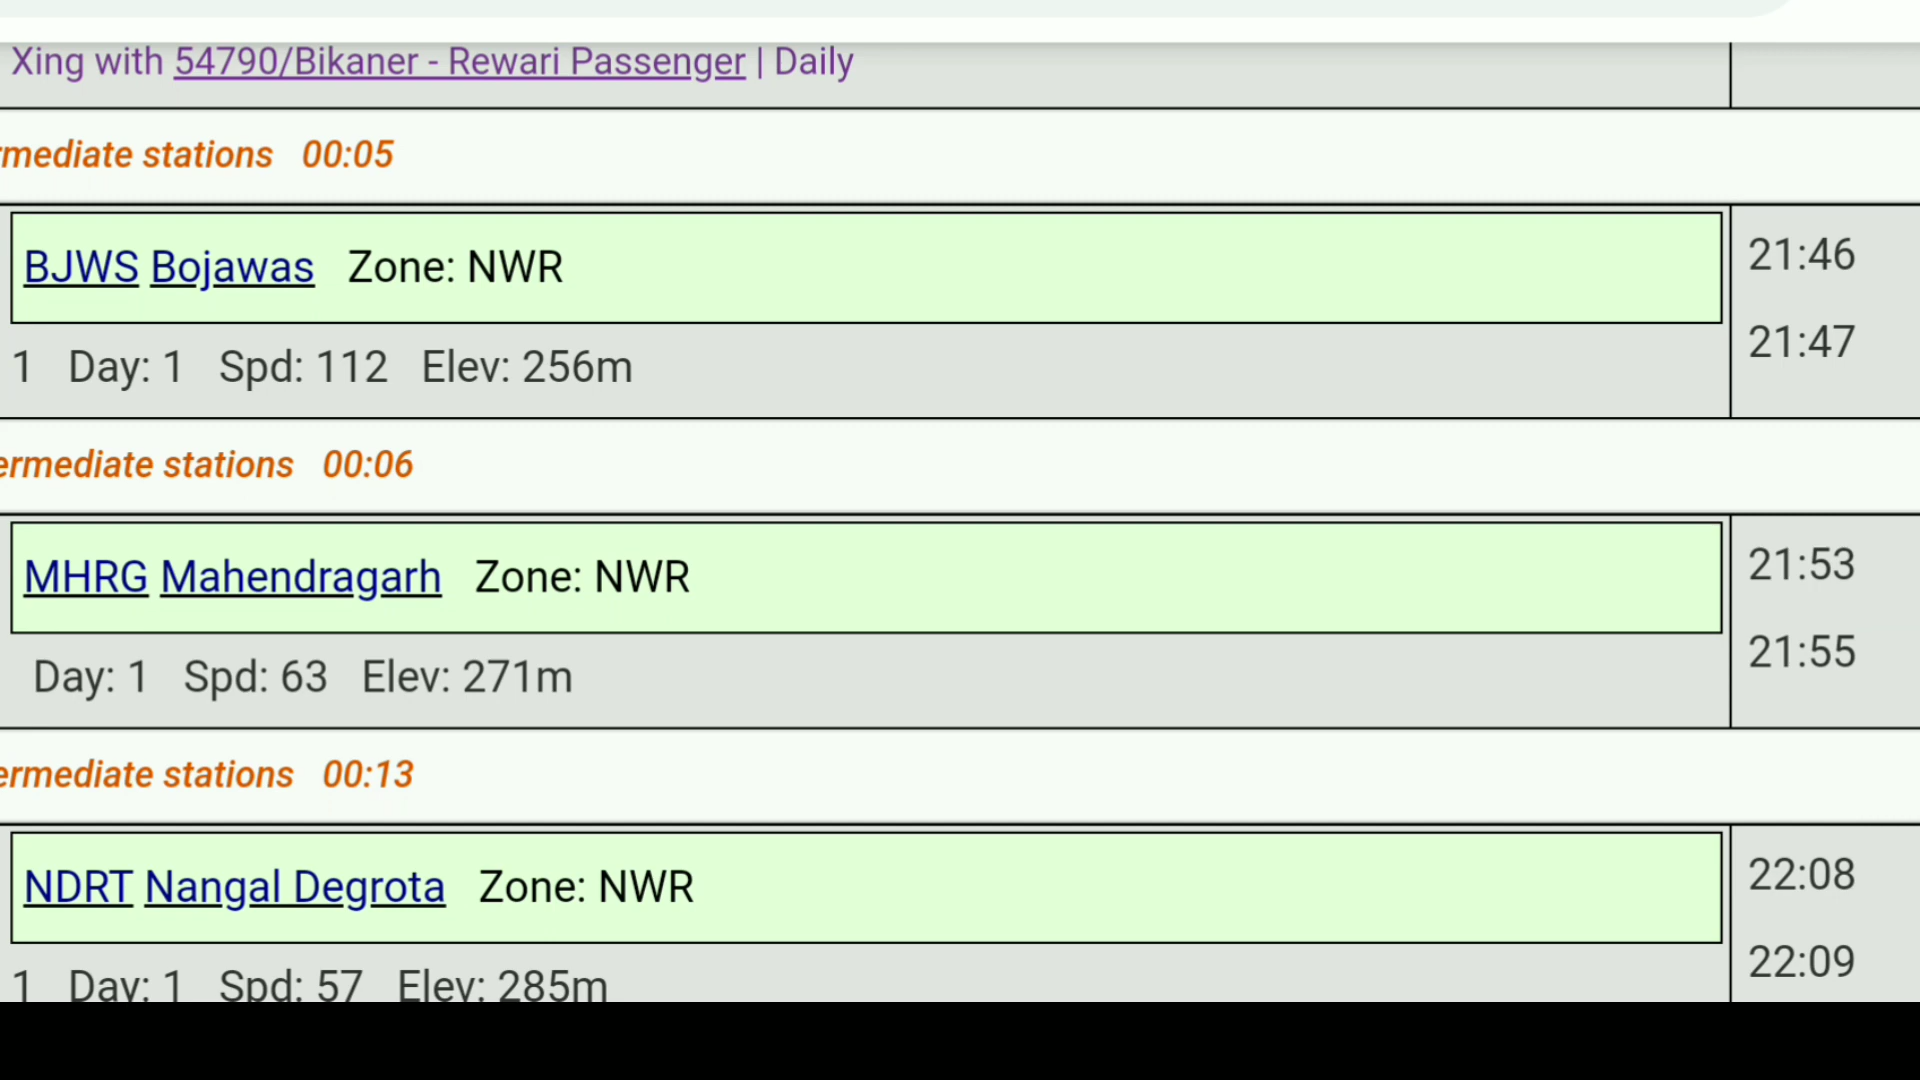 Xing with 54790/Bikaner - Rewari Passenger | Daily
rmediate stations 00:05
BJWS Bojawas Zone: NWR
21:46
21:47
1 Day: 1 Spd: 112 Elev: 256m
ermediate stations 00:06
MHRG Mahendragarh Zone: NWR
21:53
21:55
Day: 1 Spd: 63 Elev: 271m
ermediate stations 00:13
NDRT Nangal Degrota Zone: NWR
22:08
22:09
1 Day: 1 Spd: 57 Elev: 285m